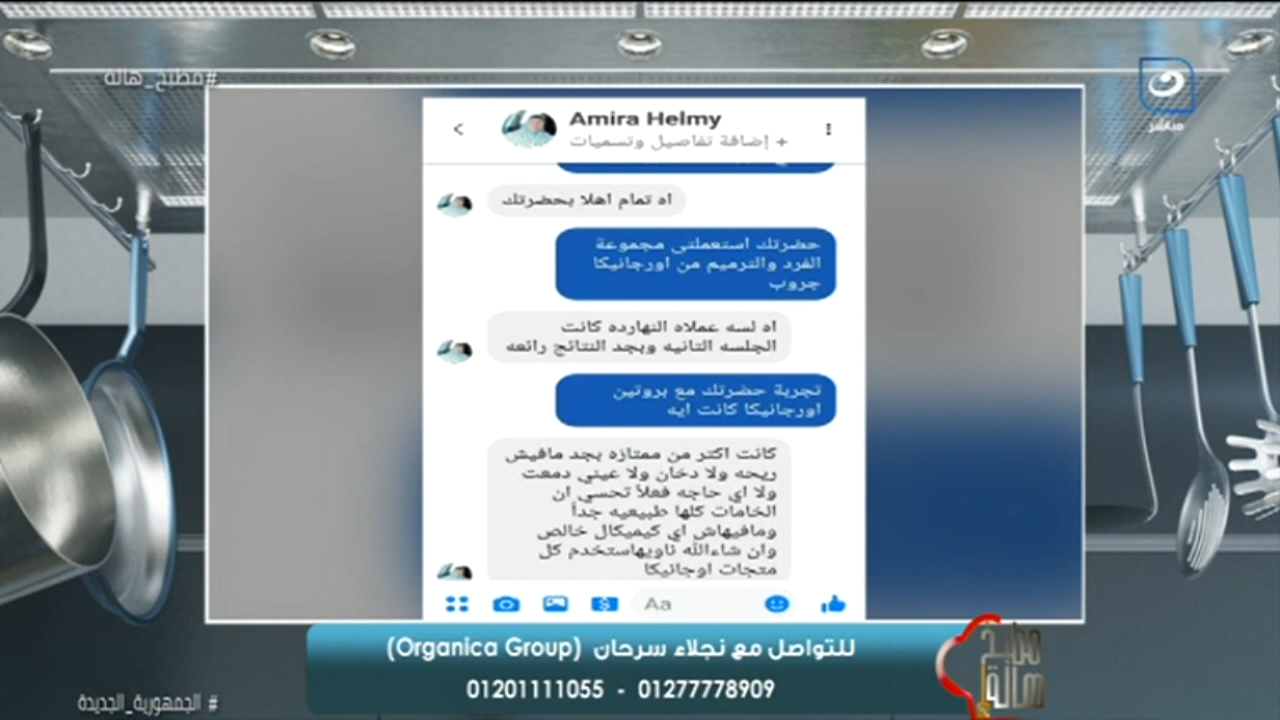 #مطبخ_هالة
مباشر
Amira Helmy
+ إضافة تفاصيل وتسميات
اه تمام اهلا بحضرتك
حضرتك استعملتى مجموعة
الفرد والترميم من اورجانيكا
جروب
اه لسه عملاه النهارده كانت
الجلسه التانيه وبجد النتائج رائعه
تجربة حضرتك مع بروتين
اورجانيكا كانت ايه
كانت اكتر من ممتازه بجد مافيش
ريحه ولا دخان ولا عيني دمعت
ولا اي حاجه فعلاً تحسي ان
الخامات كلها طبيعيه جداً
ومافيهاش اي كيميكال خالص
وان شاءالله ناويهاستخدم كل
متجات اوجانيكا
Aa
للتواصل مع نجلاء سرحان (Organica Group)
01201111055 - 01277778909
مطبخ
هالة
# الجمهورية_الجديدة